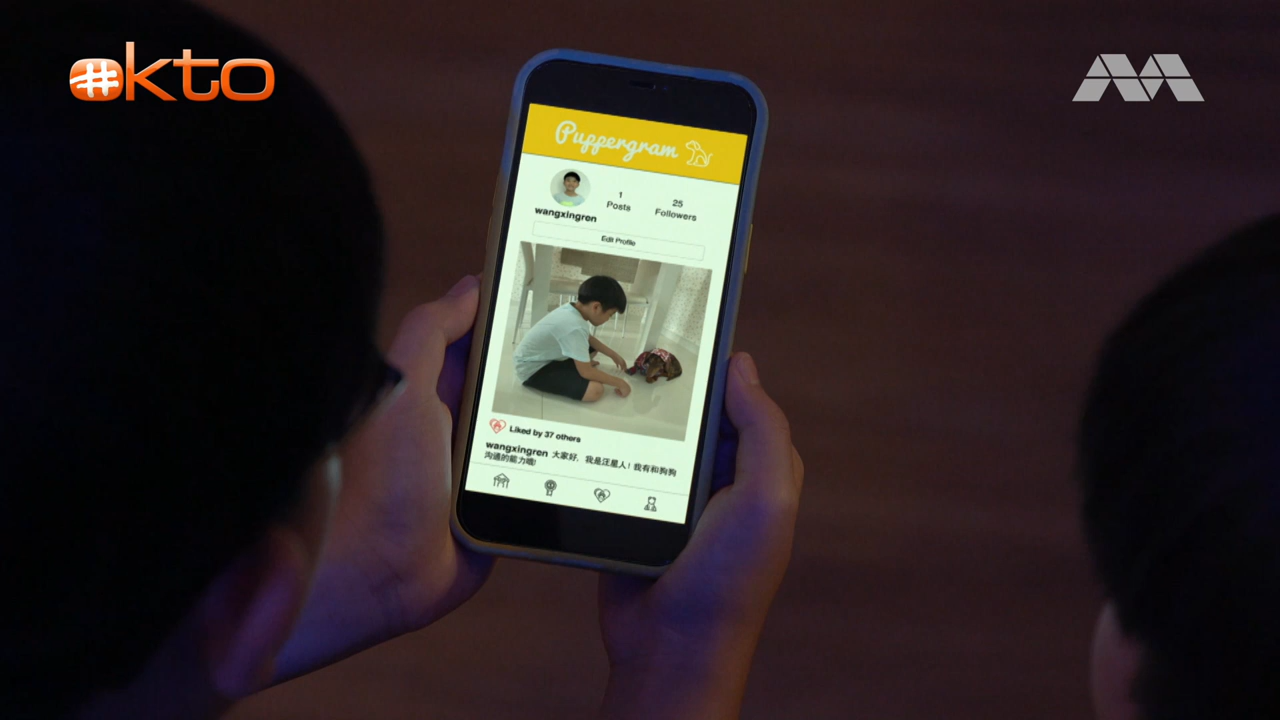 #kto
Puppergram
1
Posts
25
Followers
wangxingren
Edit Profile
Liked by 37 others
wangxingren 大家好，我是汪星人！我有和狗狗
沟通的能力哦!